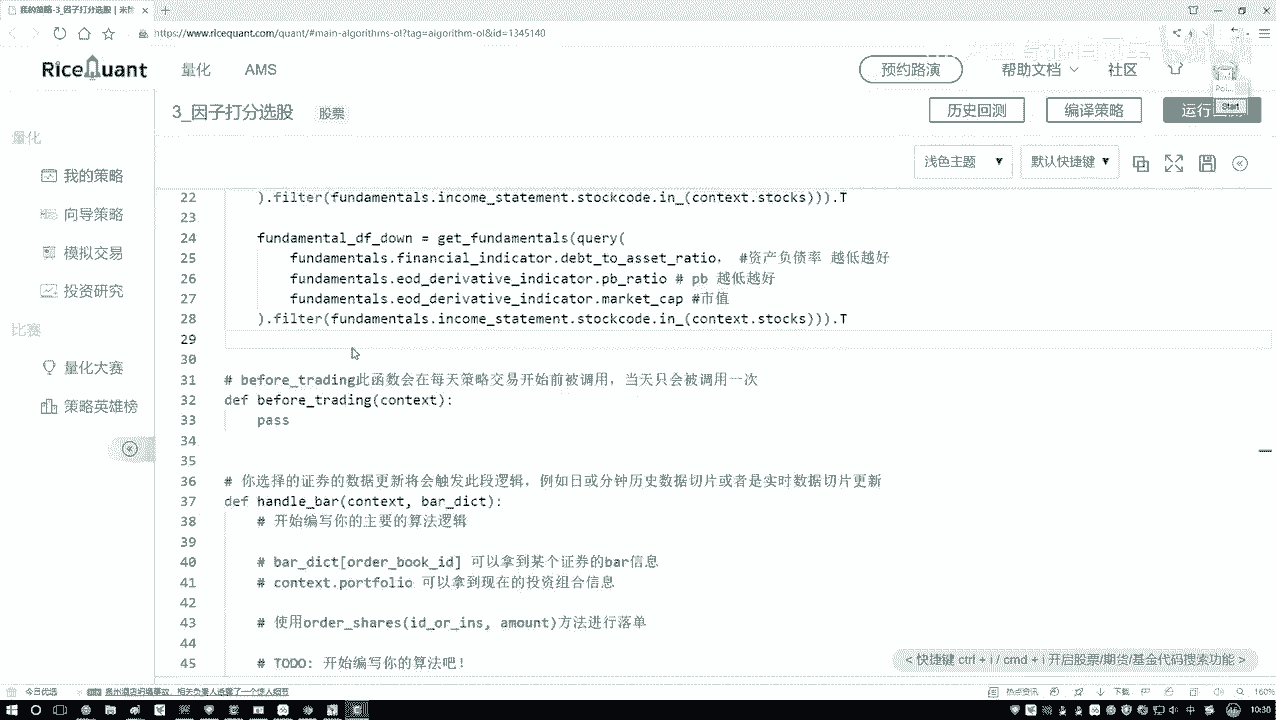 我的策略-3_因子打分选股 | 米筐
https://www.ricequant.com/quant/#main-algorithms-ol?tag=algorithm-ol&id=1345140
RiceQuant
量化
AMS
预约路演
帮助文档
社区
3_因子打分选股
股票
历史回测
编译策略
Start
量化
我的策略
向导策略
模拟交易
投资研究
比赛
量化大赛
策略英雄榜
浅色主题
默认快捷键
22 ).filter(fundamentals.income_statement.stockcode.in_(context.stocks))).T
23
24 fundamental_df_down = get_fundamentals(query(
25 fundamentals.financial_indicator.debt_to_asset_ratio, #资产负债率 越低越好
26 fundamentals.eod_derivative_indicator.pb_ratio # pb 越低越好
27 fundamentals.eod_derivative_indicator.market_cap #市值
28 ).filter(fundamentals.income_statement.stockcode.in_(context.stocks))).T
29
30
31 # before_trading此函数会在每天策略交易开始前被调用，当天只会被调用一次
32 def before_trading(context):
33 pass
34
35
36 # 你选择的证券的数据更新将会触发此段逻辑，例如日或分钟历史数据切片或者是实时数据切片更新
37 def handle_bar(context, bar_dict):
38 # 开始编写你的主要的算法逻辑
39
40 # bar_dict[order_book_id] 可以拿到某个证券的bar信息
41 # context.portfolio 可以拿到现在的投资组合信息
42
43 # 使用order_shares(id_or_ins, amount)方法进行落单
44
45 # TODO: 开始编写你的算法吧！
< 快捷键 ctrl + i / cmd + i 开启股票/期货/基金代码搜索功能 >
今日优选
热点资讯
下载
160%
中
10:30